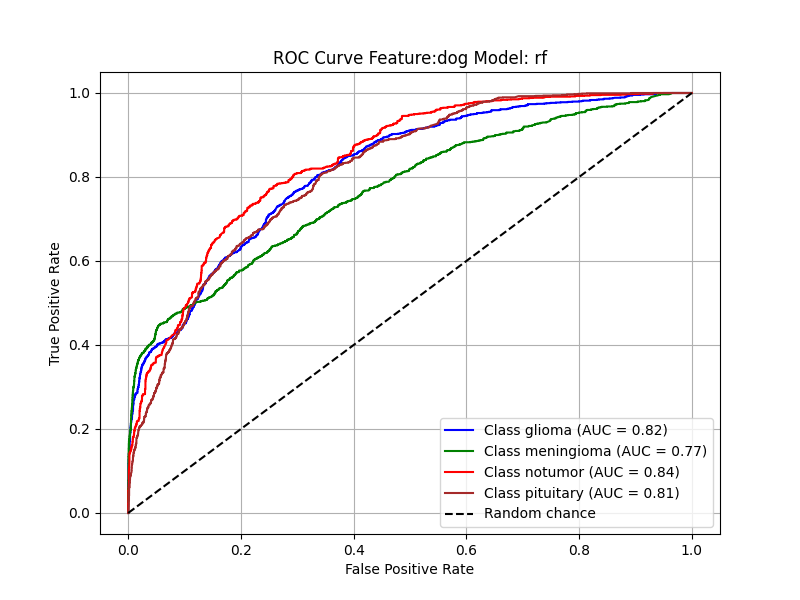 ROC Curve Feature:dog Model: rf
True Positive Rate
1.0
0.8
0.6
0.4
0.2
0.0
Class glioma (AUC = 0.82)
Class meningioma (AUC = 0.77)
Class notumor (AUC = 0.84)
Class pituitary (AUC = 0.81)
Random chance
0.0 0.2 0.4 0.6 0.8 1.0
False Positive Rate